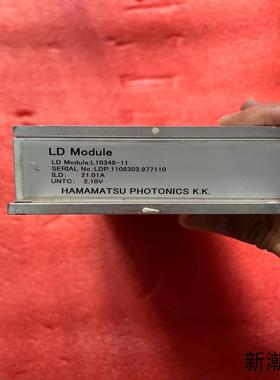 LD Module
LD Module:L10348-11
SERIAL No.:LDP.1108303.977110
ILD: 21.01A
UNTC: 2.10V
HAMAMATSU PHOTONICS K.K.
新潮